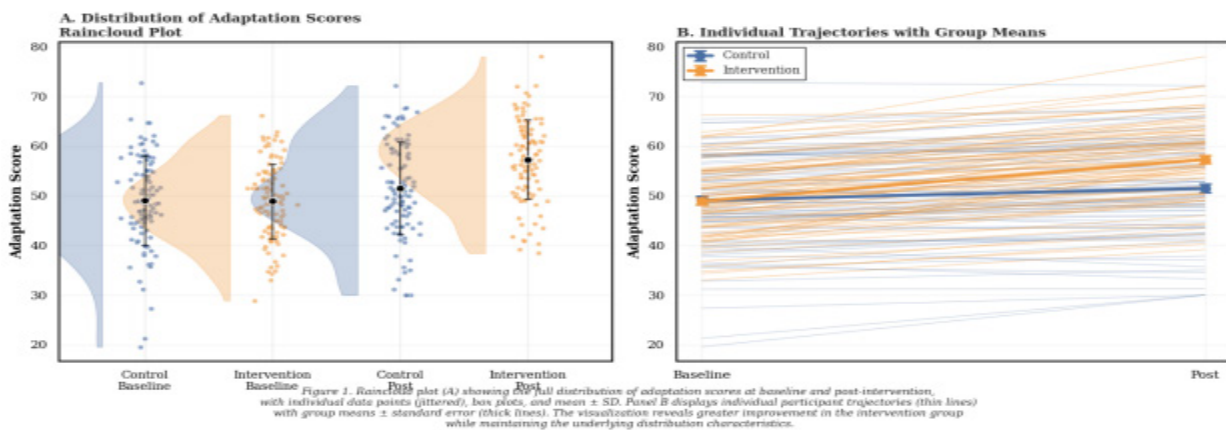 A. Distribution of Adaptation Scores
Raincloud Plot
Adaptation Score
80
70
60
50
40
30
20
Control
Baseline
Intervention
Baseline
Control
Post
Intervention
Post
B. Individual Trajectories with Group Means
Control
Intervention
Adaptation Score
80
70
60
50
40
30
20
Baseline
Post
Figure 1. Raincloud plot (A) showing the full distribution of adaptation scores at baseline and post-intervention,
with individual data points (jittered), box plots, and mean ± SD. Panel B displays individual participant trajectories (thin lines)
with group means ± standard error (thick lines). The visualization reveals greater improvement in the intervention group
while maintaining the underlying distribution characteristics.